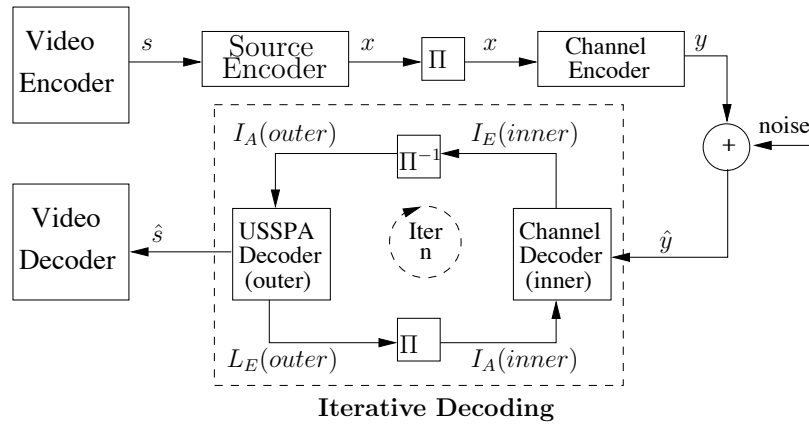 Video
Encoder
s
Source
Encoder
x
Π
x
Channel
Encoder
y
noise
+
I_A(outer)
Π^{-1}
I_E(inner)
Video
Decoder
ŝ
USSPA
Decoder
(outer)
Iter
n
Channel
Decoder
(inner)
ŷ
L_E(outer)
Π
I_A(inner)
Iterative Decoding